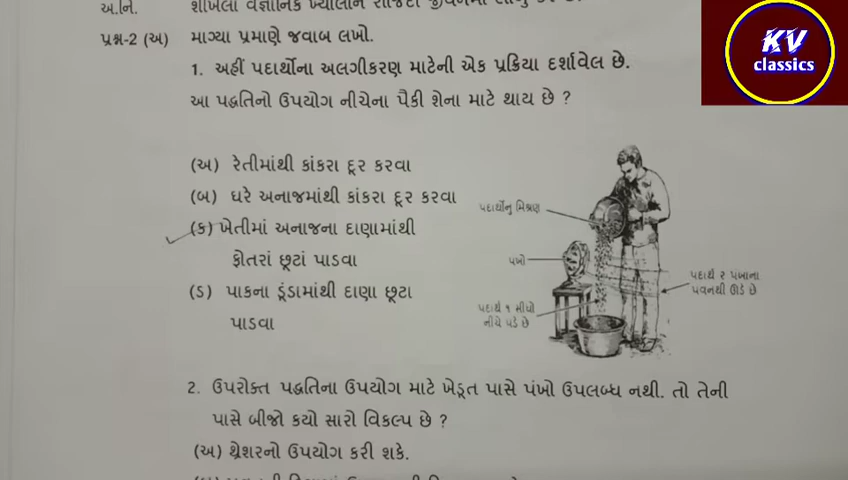 અ.નિ.
શીખેલા વૈજ્ઞાનિક ખ્યાલોને રોજિંદા જીવનમાં લાગુ કરે છે.
પ્રશ્ન-2 (અ) માગ્યા પ્રમાણે જવાબ લખો.
1. અહીં પદાર્થોના અલગીકરણ માટેની એક પ્રક્રિયા દર્શાવેલ છે.
આ પદ્ધતિનો ઉપયોગ નીચેના પૈકી શેના માટે થાય છે ?
(અ) રેતીમાંથી કાંકરા દૂર કરવા
(બ) ઘરે અનાજમાંથી કાંકરા દૂર કરવા
(ક) ખેતીમાં અનાજના દાણામાંથી
ફોતરાં છૂટાં પાડવા
(ડ) પાકના ડૂંડામાંથી દાણા છૂટા
પાડવા
પદાર્થોનુ મિશ્રણ
પંખો
પદાર્થ ૨ પંખાના
પવનથી ઊડે છે
પદાર્થ ૧ સીધો
નીચે પડે છે
2. ઉપરોક્ત પદ્ધતિના ઉપયોગ માટે ખેડૂત પાસે પંખો ઉપલબ્ધ નથી. તો તેની
પાસે બીજો કયો સારો વિકલ્પ છે ?
(અ) થ્રેશરનો ઉપયોગ કરી શકે.
KV
classics